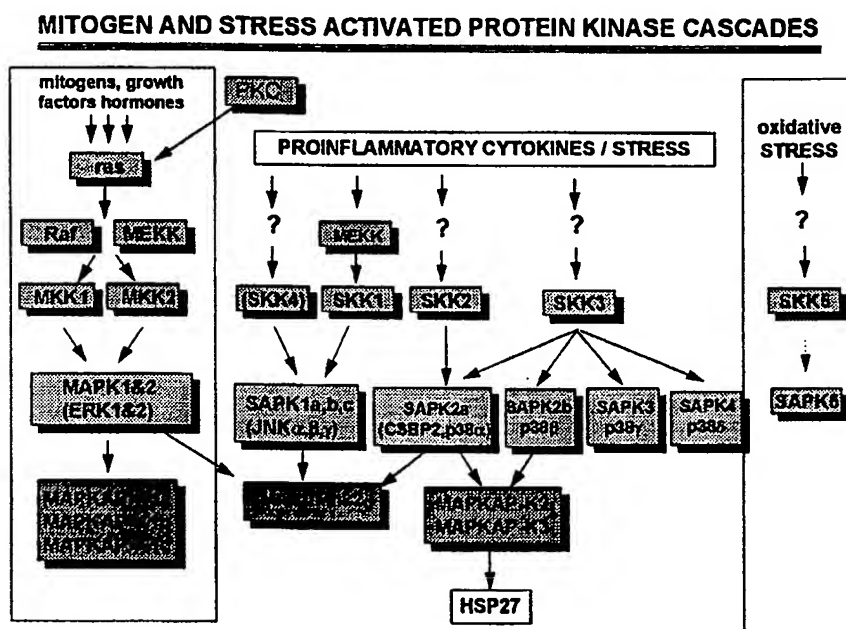 MITOGEN AND STRESS ACTIVATED PROTEIN KINASE CASCADES
mitogens, growth
factors hormones
PKC
ras
Raf
MEKK
MKK1
MKK2
MAPK1&2
(ERK1&2)
PROINFLAMMATORY CYTOKINES / STRESS
?
MEKK
?
?
(SKK4)
SKK1
SKK2
SKK3
SAPK1a,b,c
(JNKα,β,γ)
SAPK2a
(CSBP2,p38α)
SAPK2b
p38β
SAPK3
p38γ
SAPK4
p38δ
MAPKAP-K2
MAPKAP-K3
HSP27
oxidative
STRESS
?